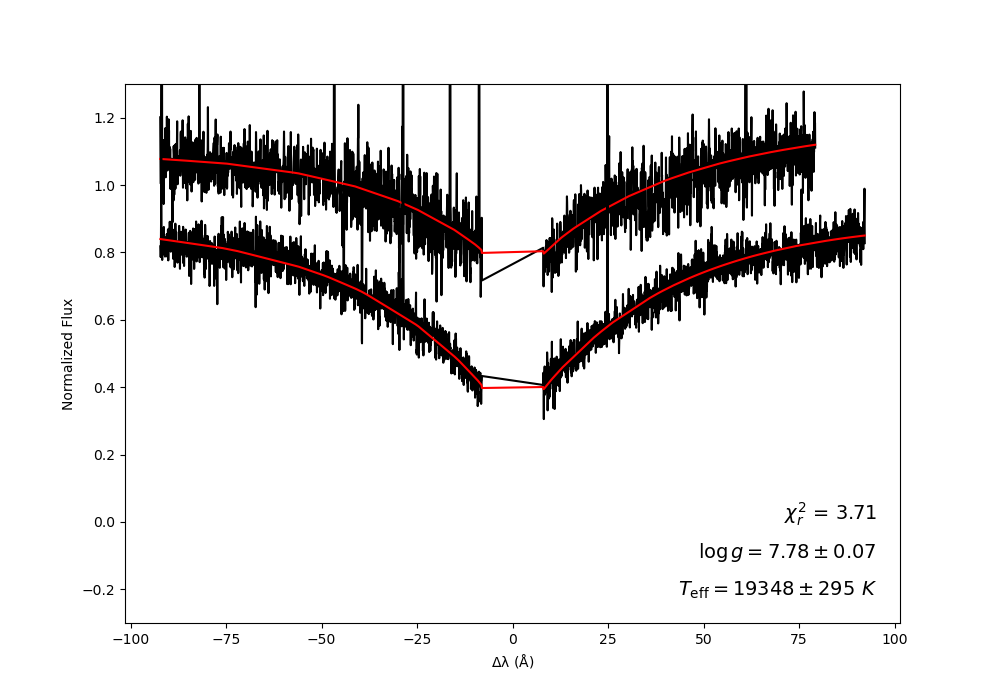 1.2
1.0
0.8
0.6
0.4
0.2
0.0
−0.2
Normalized Flux
χ²ᵣ = 3.71
log g = 7.78 ± 0.07
T_eff = 19348 ± 295 K
−100 −75 −50 −25 0 25 50 75 100
Δλ (Å)